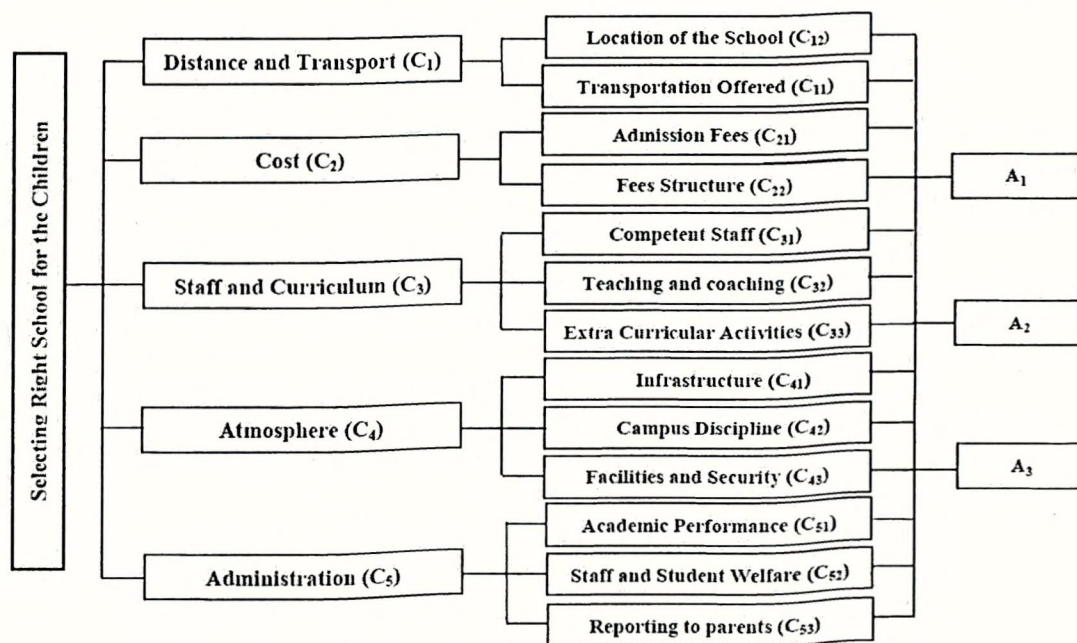 Selecting Right School for the Children
Distance and Transport (C₁)
Cost (C₂)
Staff and Curriculum (C₃)
Atmosphere (C₄)
Administration (C₅)
Location of the School (C₁₂)
Transportation Offered (C₁₁)
Admission Fees (C₂₁)
Fees Structure (C₂₂)
Competent Staff (C₃₁)
Teaching and coaching (C₃₂)
Extra Curricular Activities (C₃₃)
Infrastructure (C₄₁)
Campus Discipline (C₄₂)
Facilities and Security (C₄₃)
Academic Performance (C₅₁)
Staff and Student Welfare (C₅₂)
Reporting to parents (C₅₃)
A₁
A₂
A₃